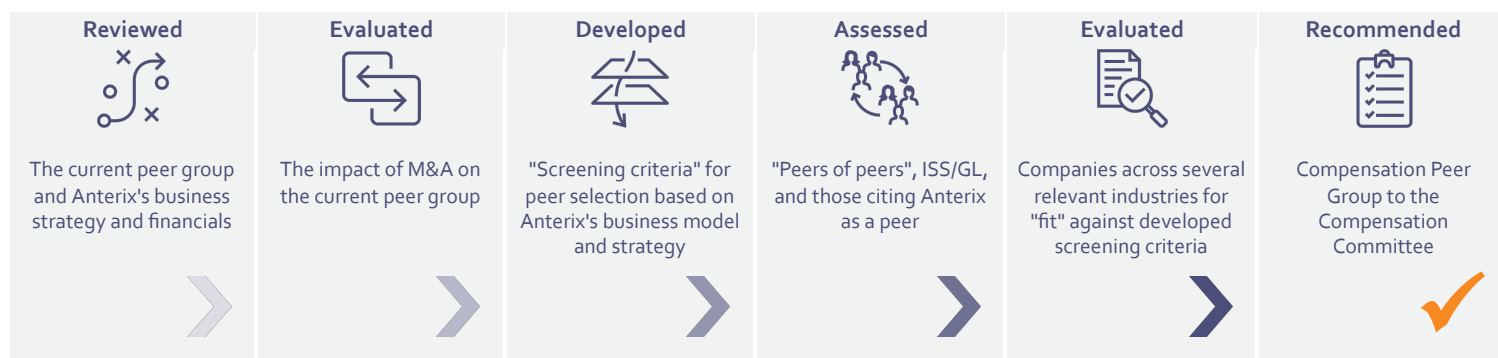 Reviewed
The current peer group
and Anterix's business
strategy and financials
Evaluated
The impact of M&A on
the current peer group
Developed
"Screening criteria" for
peer selection based on
Anterix's business model
and strategy
Assessed
"Peers of peers", ISS/GL,
and those citing Anterix
as a peer
Evaluated
Companies across several
relevant industries for
"fit" against developed
screening criteria
Recommended
Compensation Peer
Group to the
Compensation
Committee